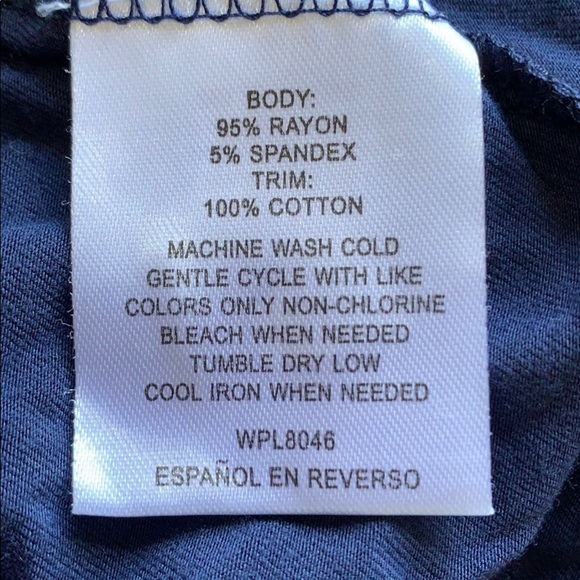 BODY:
95% RAYON
5% SPANDEX
TRIM:
100% COTTON
MACHINE WASH COLD
GENTLE CYCLE WITH LIKE
COLORS ONLY NON-CHLORINE
BLEACH WHEN NEEDED
TUMBLE DRY LOW
COOL IRON WHEN NEEDED
WPL8046
ESPAÑOL EN REVERSO